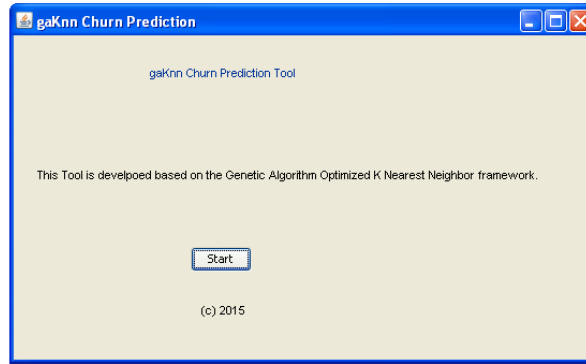 gaKnn Churn Prediction
gaKnn Churn Prediction Tool
This Tool is develpoed based on the Genetic Algorithm Optimized K Nearest Neighbor framework.
Start
(c) 2015